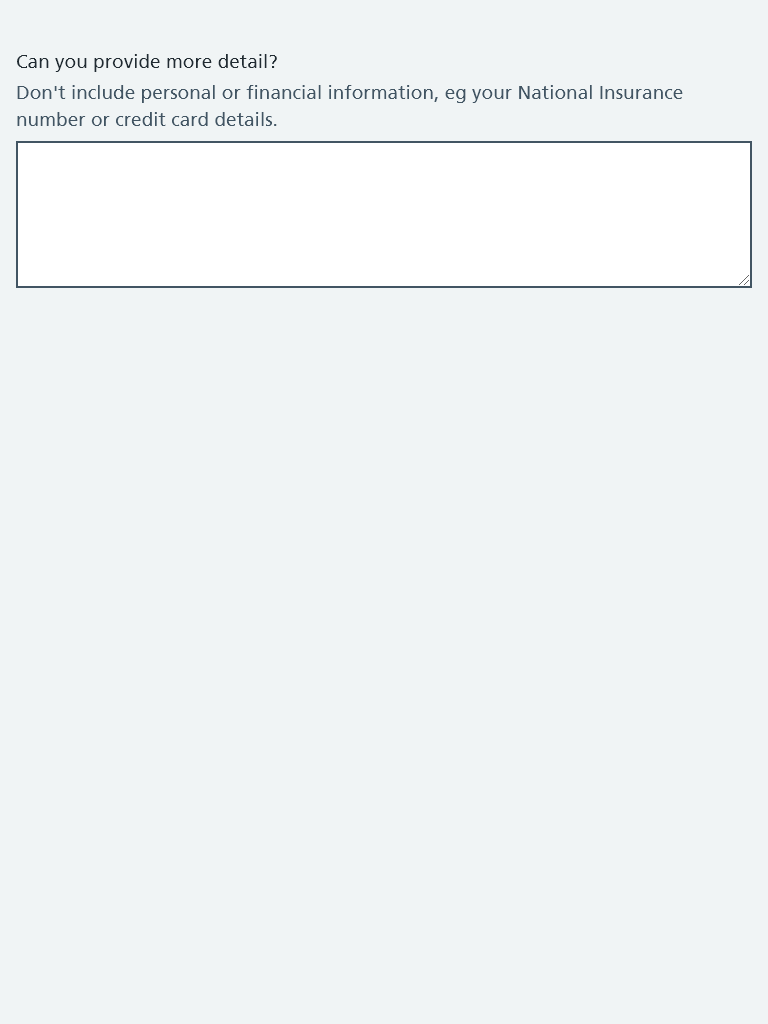 Can you provide more detail?
Don't include personal or financial information, eg your National Insurance
number or credit card details.